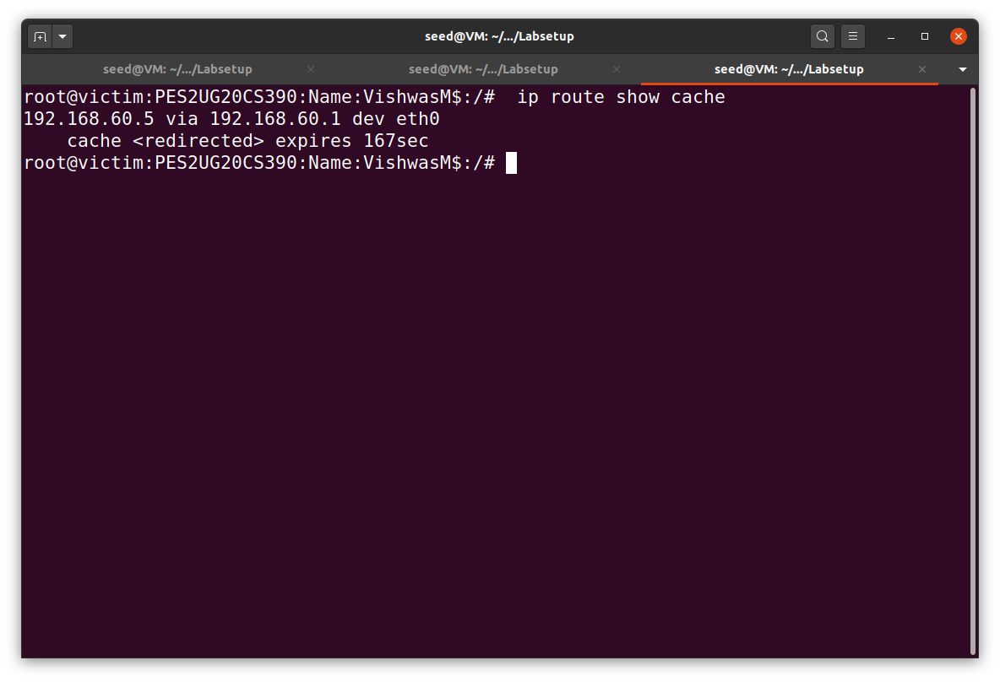 seed@VM: ~/.../Labsetup
seed@VM: ~/.../Labsetup seed@VM: ~/.../Labsetup seed@VM: ~/.../Labsetup
root@victim:PES2UG20CS390:Name:VishwasM$:/#  ip route show cache
192.168.60.5 via 192.168.60.1 dev eth0
    cache <redirected> expires 167sec
root@victim:PES2UG20CS390:Name:VishwasM$:/#